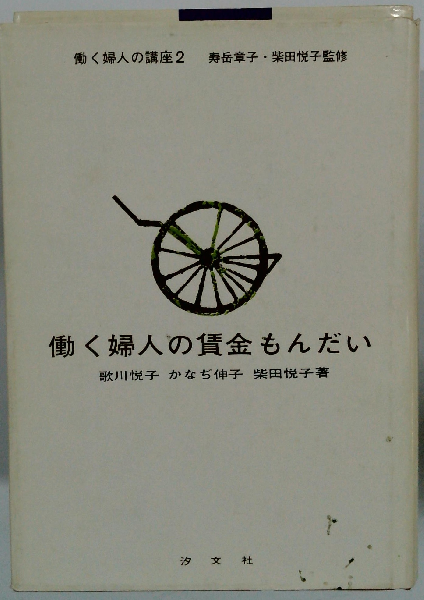 働く婦人の講座2 寿岳章子・柴田悦子監修
働く婦人の賃金もんだい
歌川悦子 かなぢ伸子 柴田悦子著
汐文社